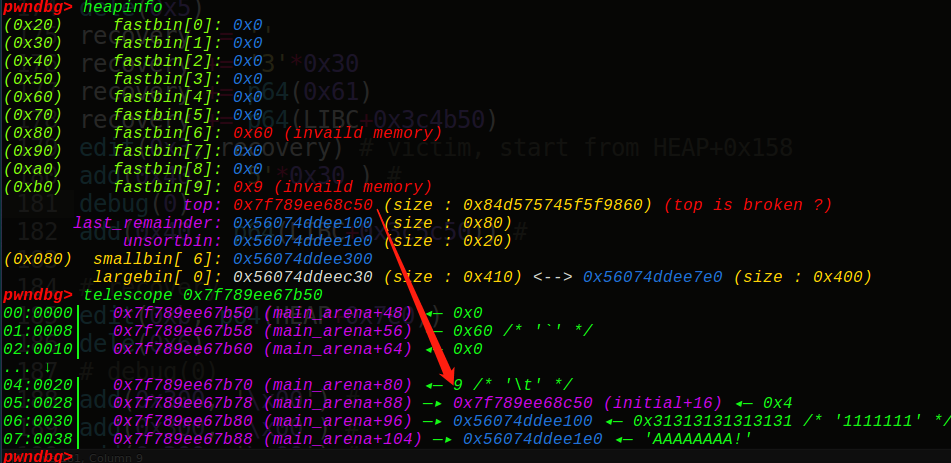 pwndbg> heapinfo
(0x20) fastbin[0]: 0x0
(0x30) fastbin[1]: 0x0
(0x40) fastbin[2]: 0x0
(0x50) fastbin[3]: 0x0
(0x60) fastbin[4]: 0x0
(0x70) fastbin[5]: 0x0
(0x80) fastbin[6]: 0x60 (invaild memory)
(0x90) fastbin[7]: 0x0
(0xa0) fastbin[8]: 0x0
(0xb0) fastbin[9]: 0x9 (invaild memory)
top: 0x7f789ee68c50 (size : 0x84d575745f5f9860) (top is broken ?)
last_remainder: 0x56074ddee100 (size : 0x80)
unsortbin: 0x56074ddee1e0 (size : 0x20)
(0x080) smallbin[ 6]: 0x56074ddee300
largebin[ 0]: 0x56074ddeec30 (size : 0x410) <--> 0x56074ddee7e0 (size : 0x400)
pwndbg> telescope 0x7f789ee67b50
00:0000│ 0x7f789ee67b50 (main_arena+48) ◂— 0x0
01:0008│ 0x7f789ee67b58 (main_arena+56) ◂— 0x60 /* '`' */
02:0010│ 0x7f789ee67b60 (main_arena+64) ◂— 0x0
... ↓
04:0020│ 0x7f789ee67b70 (main_arena+80) ◂— 9 /* '\t' */
05:0028│ 0x7f789ee67b78 (main_arena+88) —▸ 0x7f789ee68c50 (initial+16) ◂— 0x4
06:0030│ 0x7f789ee67b80 (main_arena+96) —▸ 0x56074ddee100 ◂— 0x31313131313131 /* '1111111' */
07:0038│ 0x7f789ee67b88 (main_arena+104) —▸ 0x56074ddee1e0 ◂— 'AAAAAAAA!'
pwndbg>